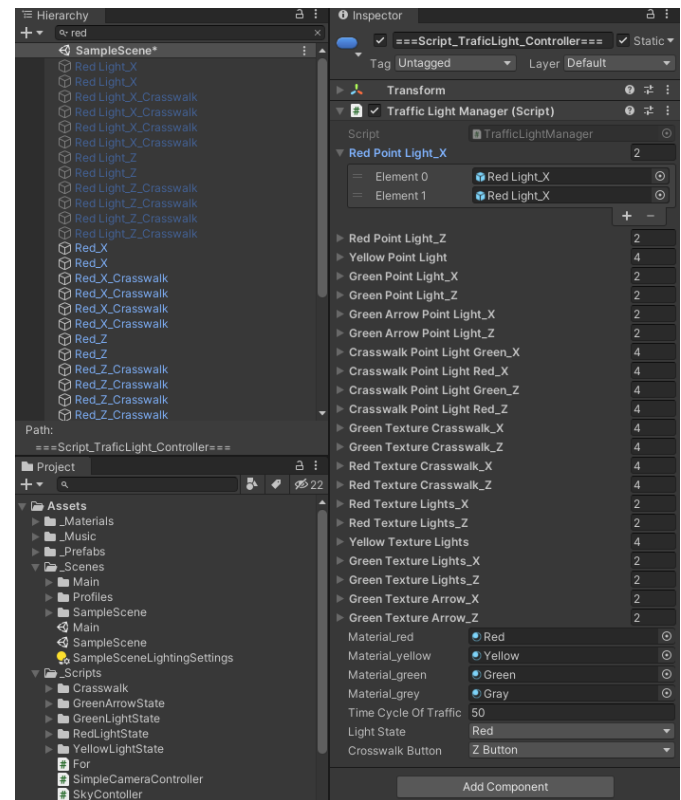 Hierarchy
red
SampleScene*
Red Light_X
Red Light_X
Red Light_X_Crasswalk
Red Light_X_Crasswalk
Red Light_X_Crasswalk
Red Light_X_Crasswalk
Red Light_Z
Red Light_Z
Red Light_Z_Crasswalk
Red Light_Z_Crasswalk
Red Light_Z_Crasswalk
Red Light_Z_Crasswalk
Red_X
Red_X
Red_X_Crasswalk
Red_X_Crasswalk
Red_X_Crasswalk
Red_X_Crasswalk
Red_Z
Red_Z
Red_Z_Crasswalk
Red_Z_Crasswalk
Red_Z_Crasswalk
Red_Z_Crasswalk
Path:
===Script_TraficLight_Controller===
Project
22
Assets
_Materials
_Music
_Prefabs
_Scenes
Main
Profiles
SampleScene
Main
SampleScene
SampleSceneLightingSettings
_Scripts
Crasswalk
GreenArrowState
GreenLightState
RedLightState
YellowLightState
For
SimpleCameraController
SkyContoller
Inspector
===Script_TraficLight_Controller=== Static
Tag Untagged Layer Default
Transform
Traffic Light Manager (Script)
Script TrafficLightManager
Red Point Light_X 2
Element 0 Red Light_X
Element 1 Red Light_X
+ -
Red Point Light_Z 2
Yellow Point Light 4
Green Point Light_X 2
Green Point Light_Z 2
Green Arrow Point Light_X 2
Green Arrow Point Light_Z 2
Crasswalk Point Light Green_X 4
Crasswalk Point Light Red_X 4
Crasswalk Point Light Green_Z 4
Crasswalk Point Light Red_Z 4
Green Texture Crasswalk_X 4
Green Texture Crasswalk_Z 4
Red Texture Crasswalk_X 4
Red Texture Crasswalk_Z 4
Red Texture Lights_X 2
Red Texture Lights_Z 2
Yellow Texture Lights 4
Green Texture Lights_X 2
Green Texture Lights_Z 2
Green Texture Arrow_X 2
Green Texture Arrow_Z 2
Material_red Red
Material_yellow Yellow
Material_green Green
Material_grey Gray
Time Cycle Of Traffic 50
Light State Red
Crosswalk Button Z Button
Add Component